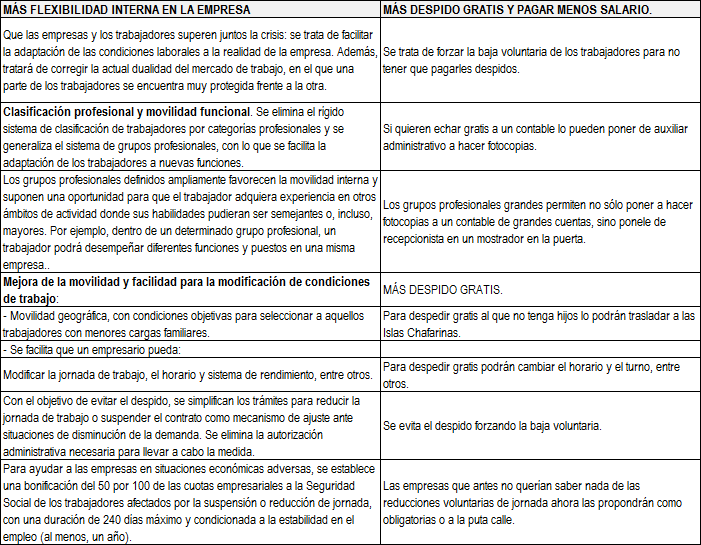 MÁS FLEXIBILIDAD INTERNA EN LA EMPRESA
MÁS DESPIDO GRATIS Y PAGAR MENOS SALARIO.
Que las empresas y los trabajadores superen juntos la crisis: se trata de facilitar
la adaptación de las condiciones laborales a la realidad de la empresa. Además,
tratará de corregir la actual dualidad del mercado de trabajo, en el que una
parte de los trabajadores se encuentra muy protegida frente a la otra.
Se trata de forzar la baja voluntaria de los trabajadores para no
tener que pagarles despidos.
Clasificación profesional y movilidad funcional. Se elimina el rígido
sistema de clasificación de trabajadores por categorías profesionales y se
generaliza el sistema de grupos profesionales, con lo que se facilita la
adaptación de los trabajadores a nuevas funciones.
Si quieren echar gratis a un contable lo pueden poner de auxiliar
administrativo a hacer fotocopias.
Los grupos profesionales definidos ampliamente favorecen la movilidad interna y
suponen una oportunidad para que el trabajador adquiera experiencia en otros
ámbitos de actividad donde sus habilidades pudieran ser semejantes o, incluso,
mayores. Por ejemplo, dentro de un determinado grupo profesional, un
trabajador podrá desempeñar diferentes funciones y puestos en una misma
empresa..
Los grupos profesionales grandes permiten no sólo poner a hacer
fotocopias a un contable de grandes cuentas, sino ponele de
recepcionista en un mostrador en la puerta.
Mejora de la movilidad y facilidad para la modificación de condiciones
de trabajo:
MÁS DESPIDO GRATIS.
- Movilidad geográfica, con condiciones objetivas para seleccionar a aquellos
trabajadores con menores cargas familiares.
Para despedir gratis al que no tenga hijos lo podrán trasladar a las
Islas Chafarinas.
- Se facilita que un empresario pueda:
Modificar la jornada de trabajo, el horario y sistema de rendimiento, entre otros.
Para despedir gratis podrán cambiar el horario y el turno, entre
otros.
Con el objetivo de evitar el despido, se simplifican los trámites para reducir la
jornada de trabajo o suspender el contrato como mecanismo de ajuste ante
situaciones de disminución de la demanda. Se elimina la autorización
administrativa necesaria para llevar a cabo la medida.
Se evita el despido forzando la baja voluntaria.
Para ayudar a las empresas en situaciones económicas adversas, se establece
una bonificación del 50 por 100 de las cuotas empresariales a la Seguridad
Social de los trabajadores afectados por la suspensión o reducción de jornada,
con una duración de 240 días máximo y condicionada a la estabilidad en el
empleo (al menos, un año).
Las empresas que antes no querían saber nada de las
reducciones voluntarias de jornada ahora las propondrán como
obligatorias o a la puta calle.